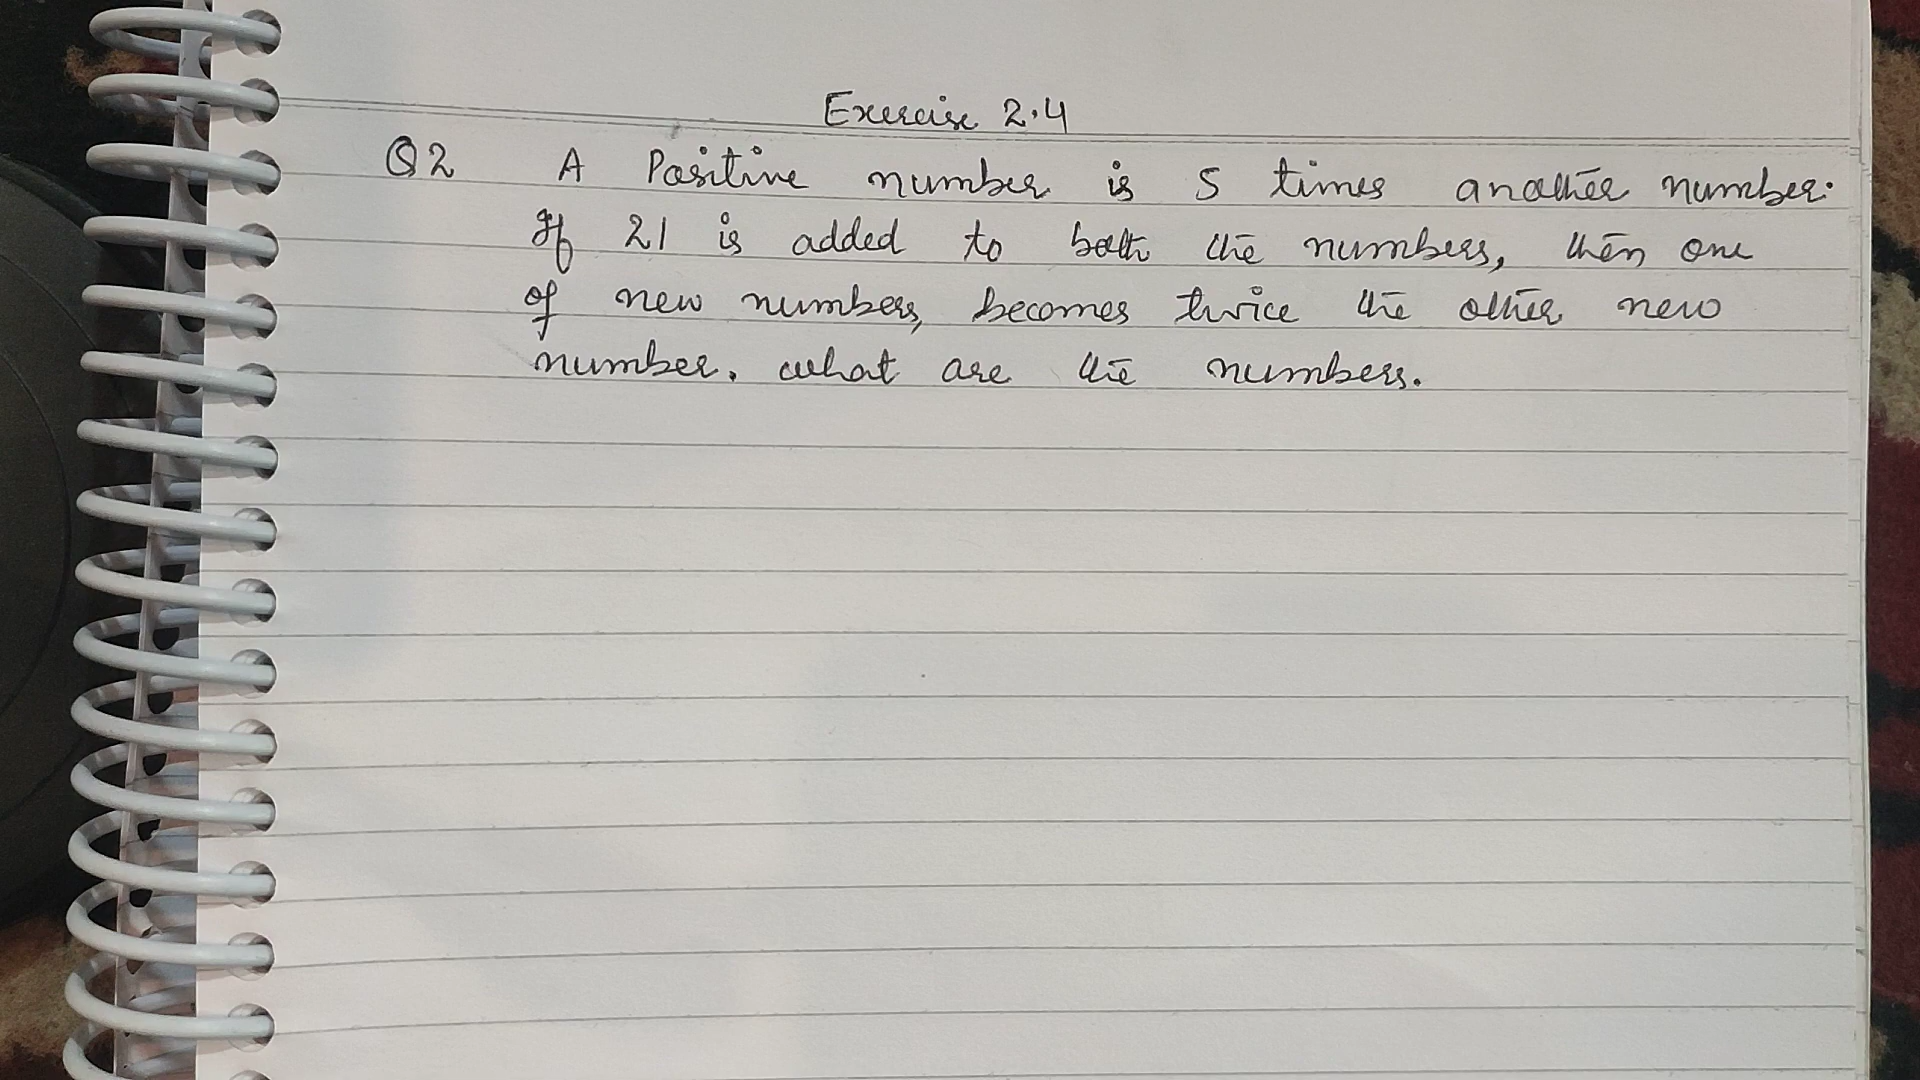 Exercise 2.4
Q2 A Positive number is 5 times another number.
If 21 is added to both the numbers, then one
of new numbers, becomes twice the other new
number. what are the numbers.